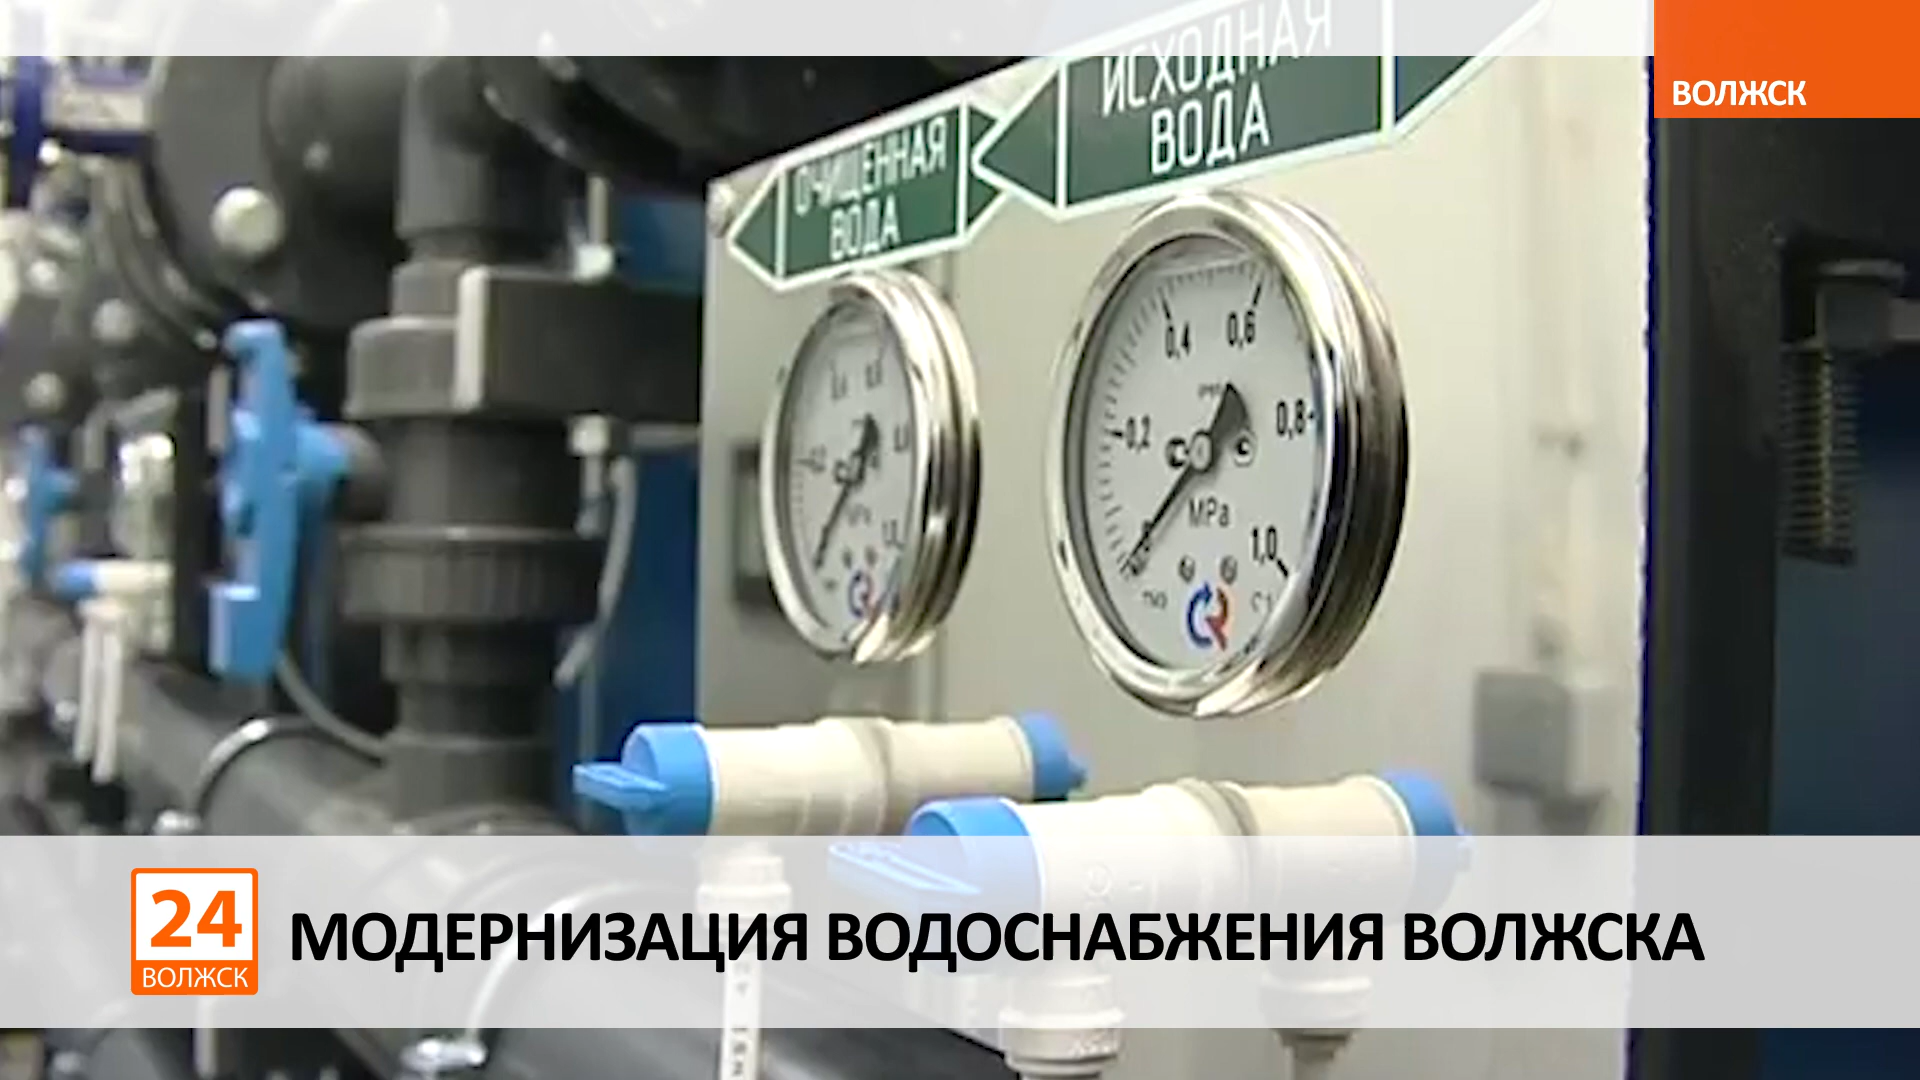 ВОЛЖСК
ИСХОДНАЯ
ВОДА
ОЧИЩЕННАЯ
ВОДА
0,4 0,6
0,2 0,8
MPa
0 1,0
24
ВОЛЖСК
МОДЕРНИЗАЦИЯ ВОДОСНАБЖЕНИЯ ВОЛЖСКА